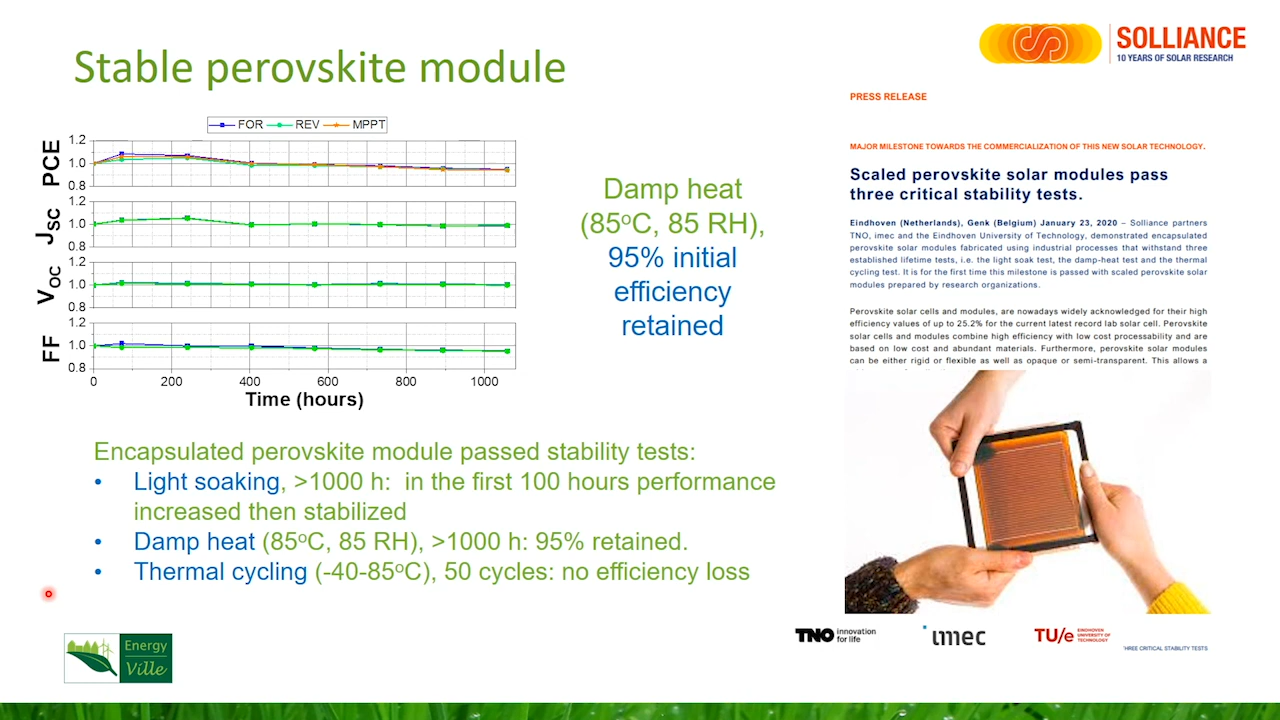 Stable perovskite module
SOLLIANCE
10 YEARS OF SOLAR RESEARCH
FOR REV MPPT
PCE
1.2
1.0
0.8
JSC
1.2
1.0
0.8
VOC
1.2
1.0
0.8
FF
1.2
1.0
0.8
0 200 400 600 800 1000
Time (hours)
Damp heat
(85°C, 85 RH),
95% initial
efficiency
retained
Encapsulated perovskite module passed stability tests:
• Light soaking, >1000 h: in the first 100 hours performance
increased then stabilized
• Damp heat (85°C, 85 RH), >1000 h: 95% retained.
• Thermal cycling (-40-85°C), 50 cycles: no efficiency loss
Energy
Ville
PRESS RELEASE
MAJOR MILESTONE TOWARDS THE COMMERCIALIZATION OF THIS NEW SOLAR TECHNOLOGY.
Scaled perovskite solar modules pass
three critical stability tests.
Eindhoven (Netherlands), Genk (Belgium) January 23, 2020 – Solliance partners
TNO, imec and the Eindhoven University of Technology, demonstrated encapsulated
perovskite solar modules fabricated using industrial processes that withstand three
established lifetime tests, i.e. the light soak test, the damp-heat test and the thermal
cycling test. It is for the first time this milestone is passed with scaled perovskite solar
modules prepared by research organizations.
Perovskite solar cells and modules, are nowadays widely acknowledged for their high
efficiency values of up to 25.2% for the current latest record lab solar cell. Perovskite
solar cells and modules combine high efficiency with low cost processability and are
based on low cost and abundant materials. Furthermore, perovskite solar modules
can be either rigid or flexible as well as opaque or semi-transparent. This allows a
TNO innovation
for life
imec
TU/e EINDHOVEN
UNIVERSITY OF
TECHNOLOGY
HREE CRITICAL STABILITY TESTS